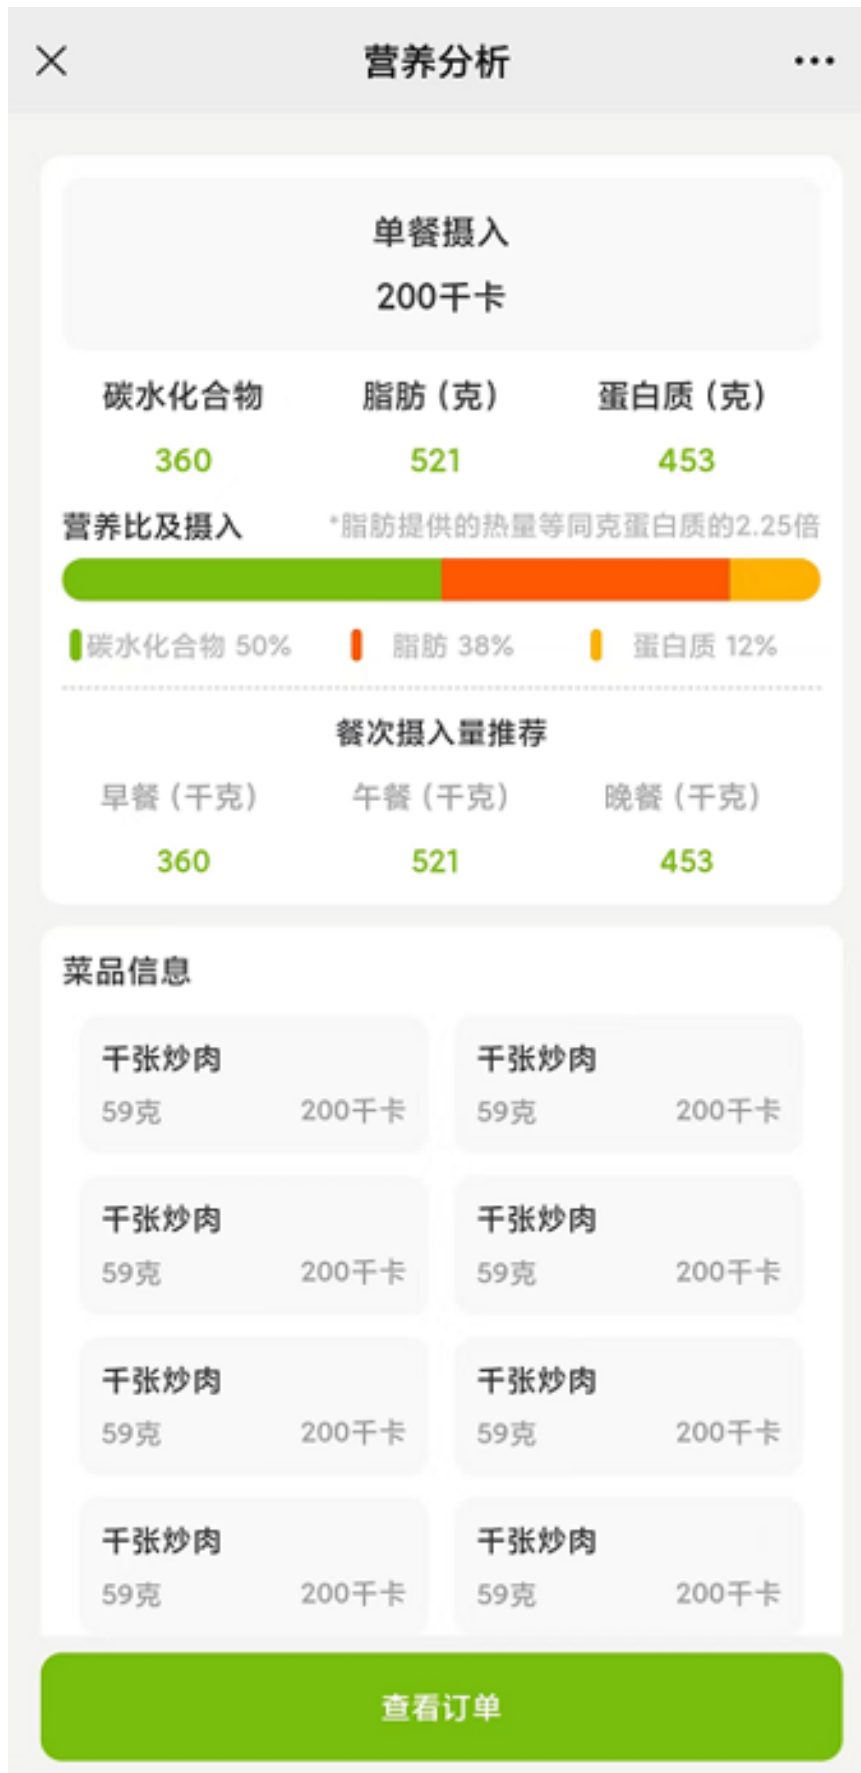 营养分析
单餐摄入
200千卡
碳水化合物 脂肪（克） 蛋白质（克）
360 521 453
营养比及摄入 *脂肪提供的热量等同克蛋白质的2.25倍
碳水化合物 50% 脂肪 38% 蛋白质 12%
餐次摄入量推荐
早餐（千克） 午餐（千克） 晚餐（千克）
360 521 453
菜品信息
千张炒肉 千张炒肉
59克 200千卡 59克 200千卡
千张炒肉 千张炒肉
59克 200千卡 59克 200千卡
千张炒肉 千张炒肉
59克 200千卡 59克 200千卡
千张炒肉 千张炒肉
59克 200千卡 59克 200千卡
查看订单